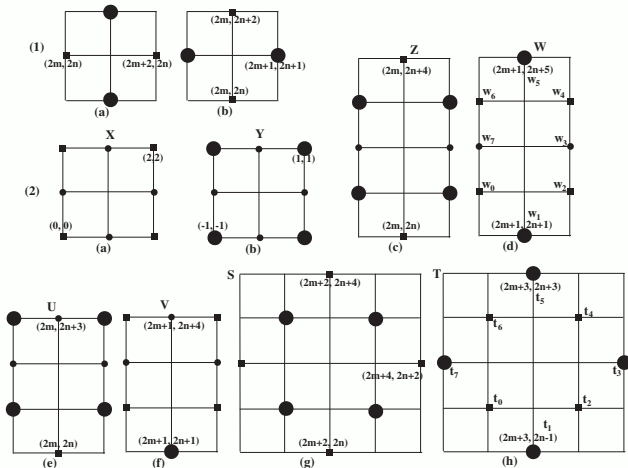 (2m, 2n+2)
(1)
(2m, 2n)
(2m+2, 2n)
(2m+1, 2n+1)
(2m, 2n)
(a)
(b)
X
Y
(2,2)
(1, 1)
(2)
(0, 0)
(-1, -1)
(a)
(b)
Z
W
(2m, 2n+4)
(2m+1, 2n+5)
w5
w6
w4
w7
w3
w0
w2
w1
(2m, 2n)
(2m+1, 2n+1)
(c)
(d)
U
V
(2m, 2n+3)
(2m+1, 2n+4)
(2m, 2n)
(2m+1, 2n+1)
(e)
(f)
S
T
(2m+2, 2n+4)
(2m+3, 2n+3)
t5
t6
t4
(2m+4, 2n+2)
t7
t3
t0
t2
t1
(2m+2, 2n)
(2m+3, 2n-1)
(g)
(h)